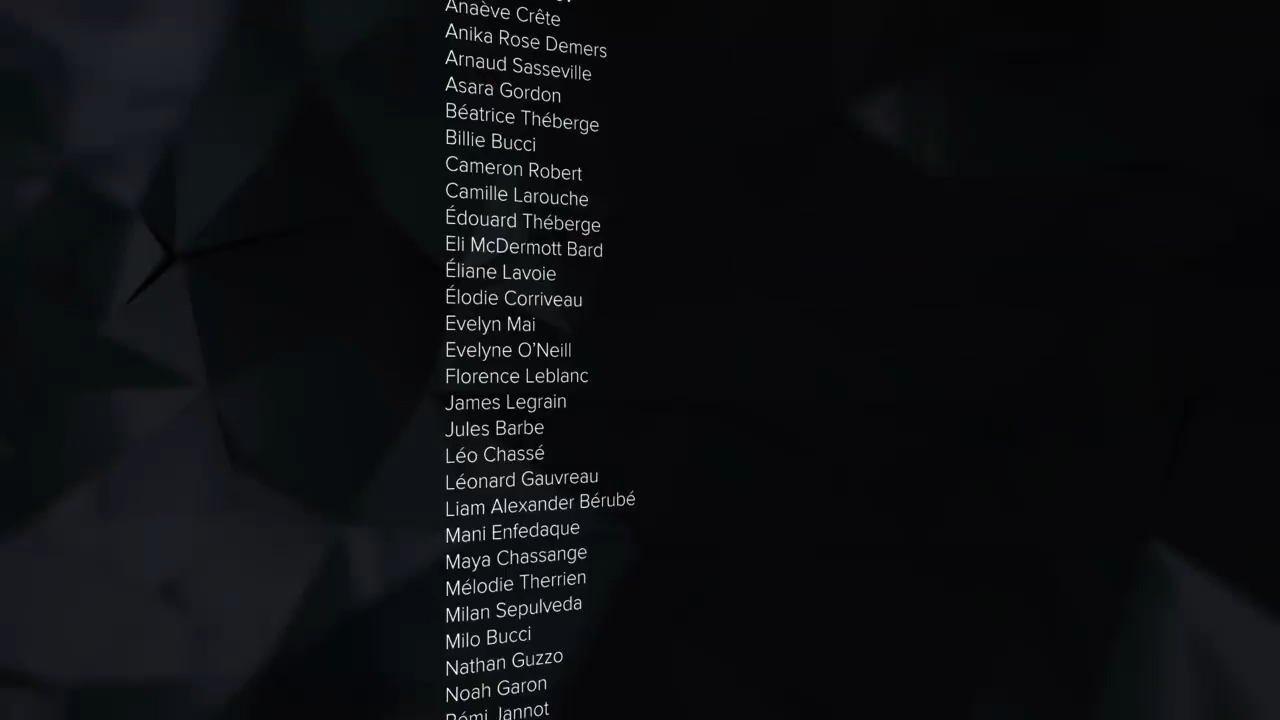 Anaève Crête
Anika Rose Demers
Arnaud Sasseville
Asara Gordon
Béatrice Théberge
Billie Bucci
Cameron Robert
Camille Larouche
Édouard Théberge
Eli McDermott Bard
Éliane Lavoie
Élodie Corriveau
Evelyn Mai
Evelyne O’Neill
Florence Leblanc
James Legrain
Jules Barbe
Léo Chassé
Léonard Gauvreau
Liam Alexander Bérubé
Mani Enfedaque
Maya Chassange
Mélodie Therrien
Milan Sepulveda
Milo Bucci
Nathan Guzzo
Noah Garon
Rémi Jannot